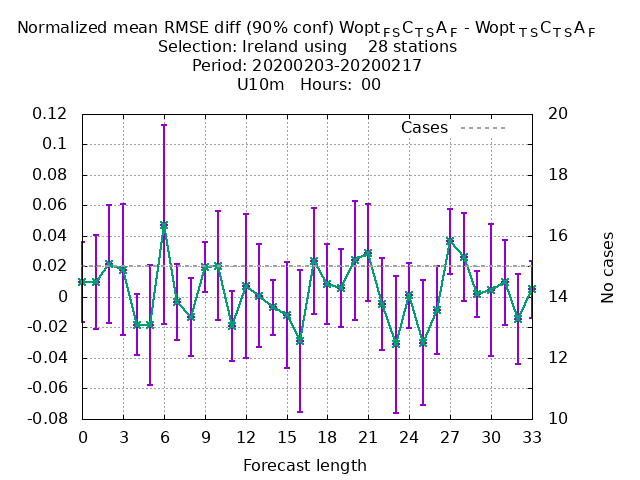 Normalized mean RMSE diff (90% conf) Wopt FS C TS A F - Wopt TS C TS A F
Selection: Ireland using 28 stations
Period: 20200203-20200217
U10m Hours: 00
Cases
0.12
0.1
0.08
0.06
0.04
0.02
0
-0.02
-0.04
-0.06
-0.08
20
18
16
14
12
10
No cases
0 3 6 9 12 15 18 21 24 27 30 33
Forecast length